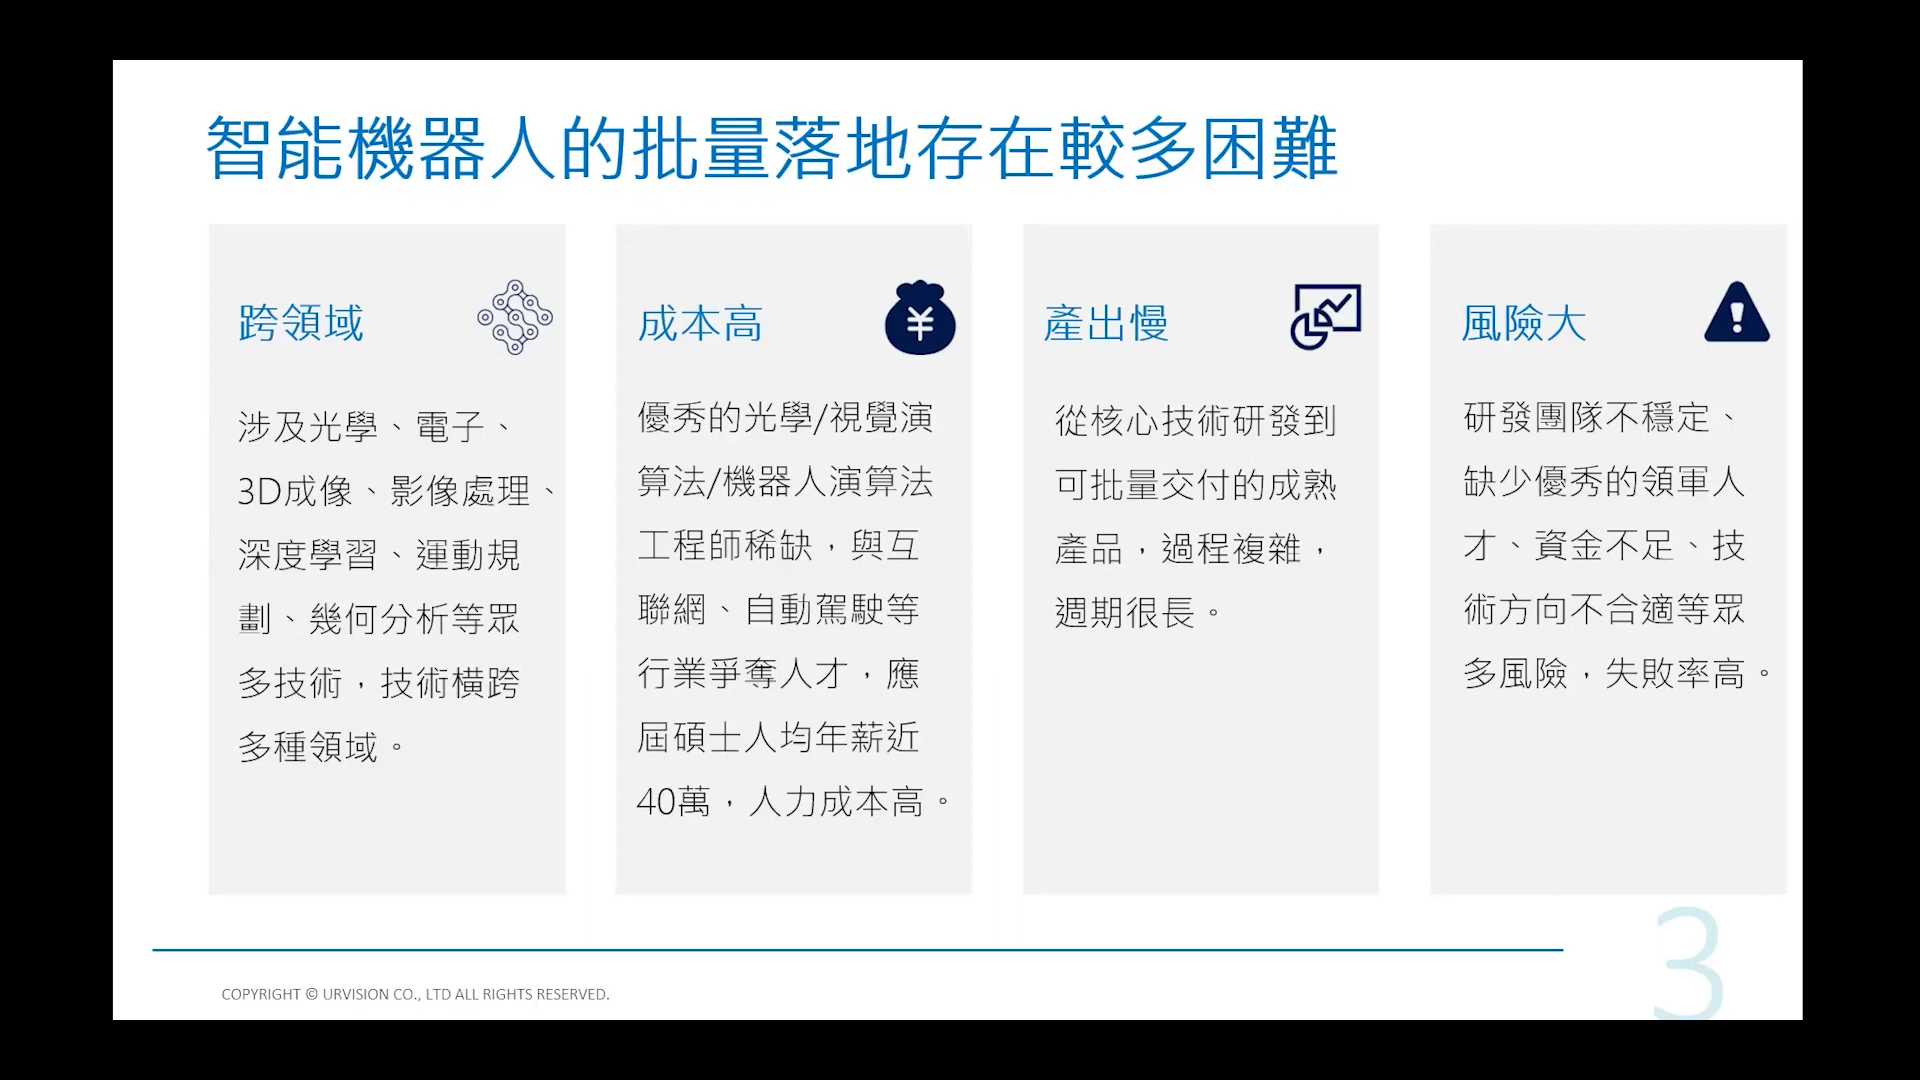 智能機器人的批量落地存在較多困難
跨領域
涉及光學、電子、
3D成像、影像處理、
深度學習、運動規
劃、幾何分析等眾
多技術，技術橫跨
多種領域。
成本高
¥
優秀的光學/視覺演
算法/機器人演算法
工程師稀缺，與互
聯網、自動駕駛等
行業爭奪人才，應
屆碩士人均年薪近
40萬，人力成本高。
產出慢
從核心技術研發到
可批量交付的成熟
產品，過程複雜，
週期很長。
風險大
!
研發團隊不穩定、
缺少優秀的領軍人
才、資金不足、技
術方向不合適等眾
多風險，失敗率高。
COPYRIGHT © URVISION CO., LTD ALL RIGHTS RESERVED.
3